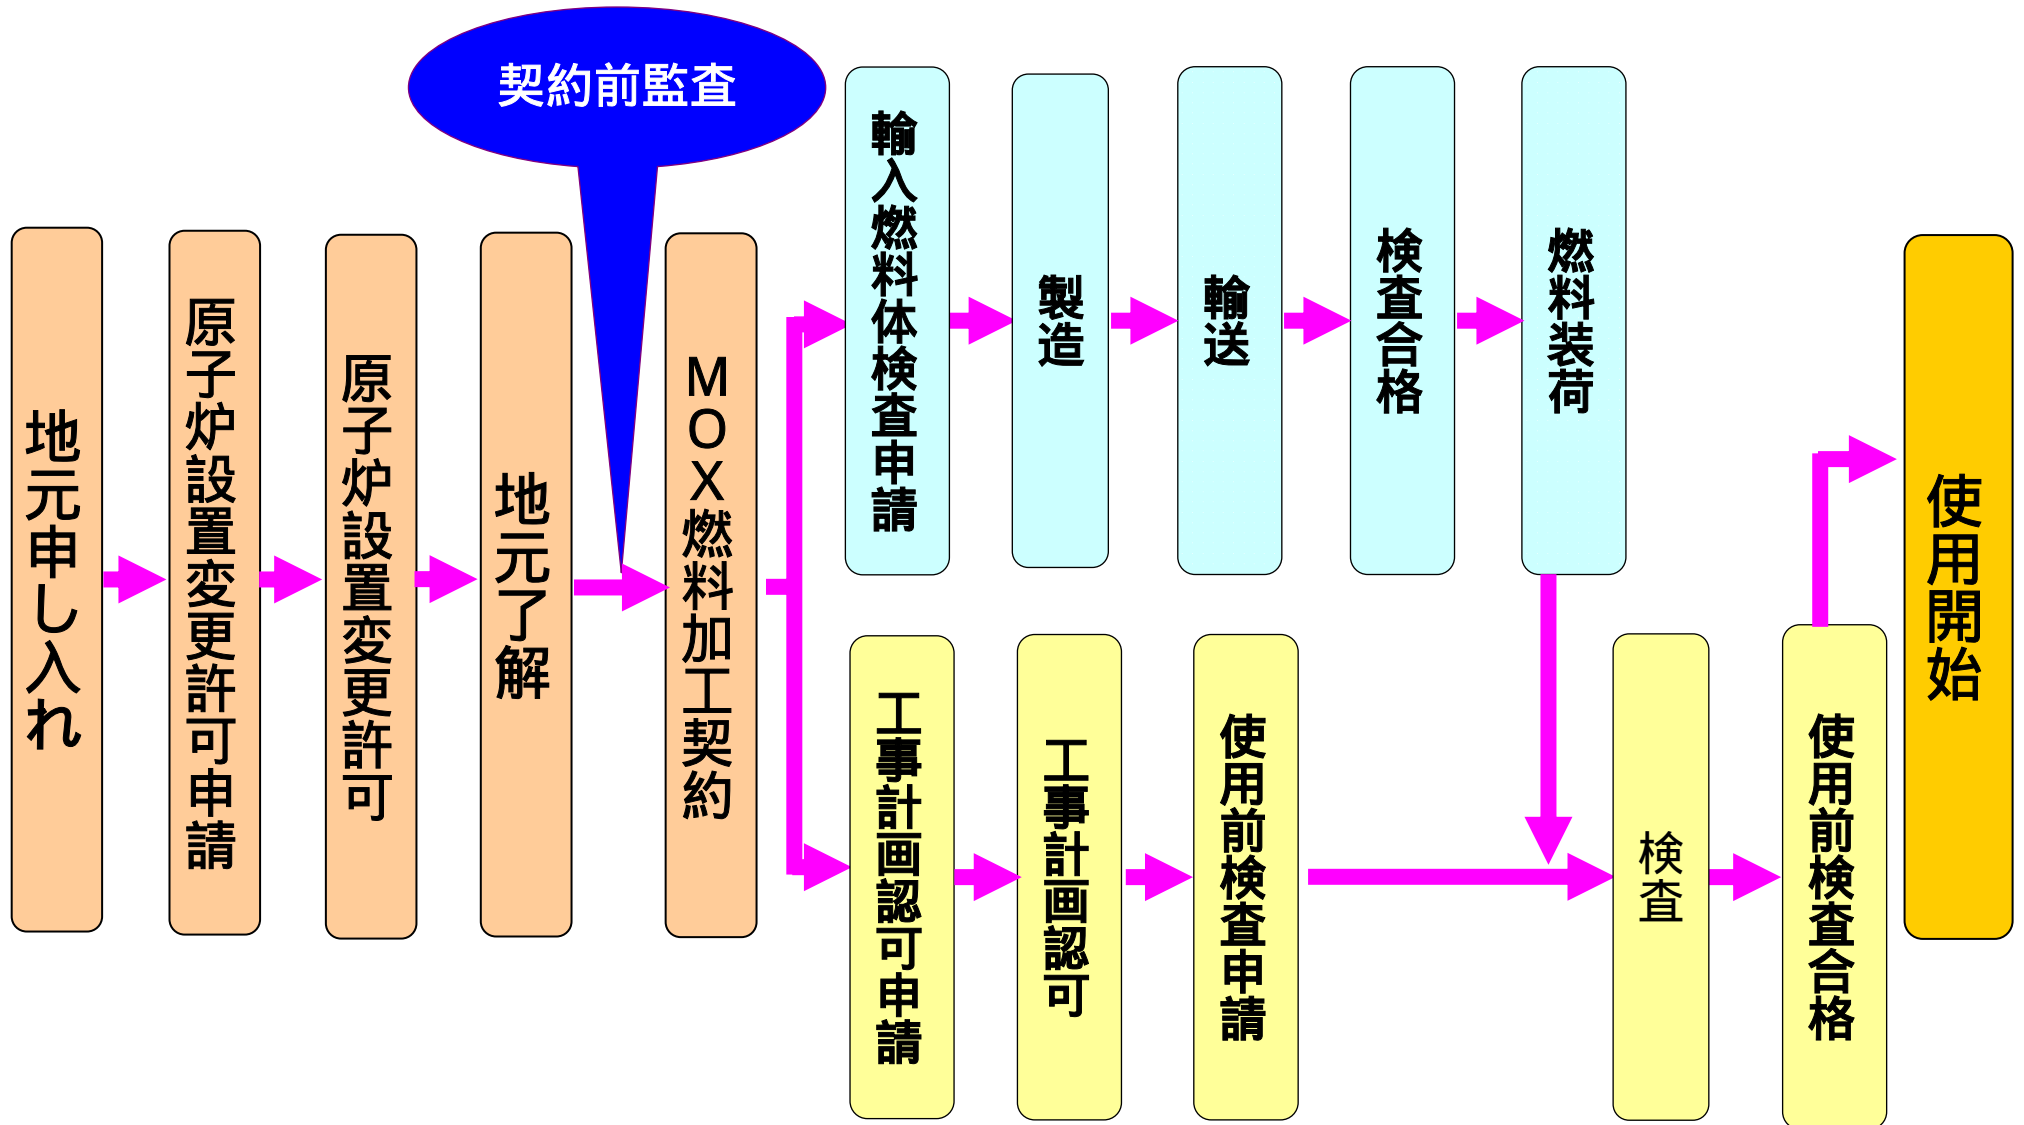 契約前監査
地元申し入れ
原子炉設置変更許可申請
原子炉設置変更許可
地元了解
ＭＯＸ燃料加工契約
輸入燃料体検査申請
製造
輸送
検査合格
燃料装荷
工事計画認可申請
工事計画認可
使用前検査申請
検査
使用前検査合格
使用開始